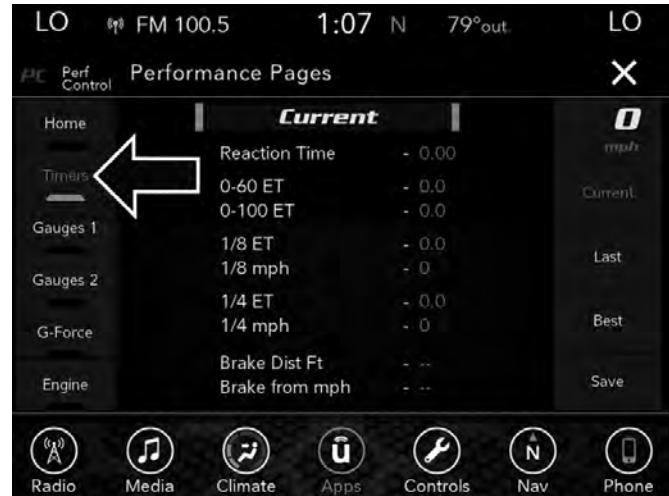 LO FM 100.5 1:07 N 79°out LO
PC Perf Control Performance Pages
Home
Timers
Gauges 1
Gauges 2
G-Force
Engine
Current
Reaction Time - 0.00
0-60 ET - 0.0
0-100 ET - 0.0
1/8 ET - 0.0
1/8 mph - 0
1/4 ET - 0.0
1/4 mph - 0
Brake Dist Ft - --
Brake from mph - --
0
mph
Current
Last
Best
Save
Radio Media Climate Apps Controls Nav Phone